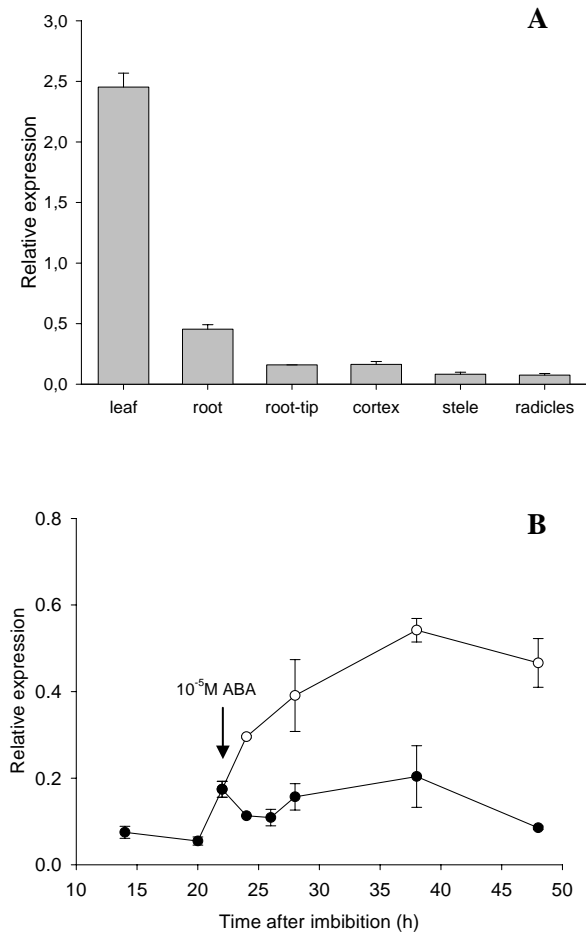 A
Relative expression
3,0
2,5
2,0
1,5
1,0
0,5
0,0
leaf root root-tip cortex stele radicles
B
Relative expression
0.8
0.6
0.4
0.2
0.0
10⁻⁵M ABA
10 15 20 25 30 35 40 45 50
Time after imbibition (h)